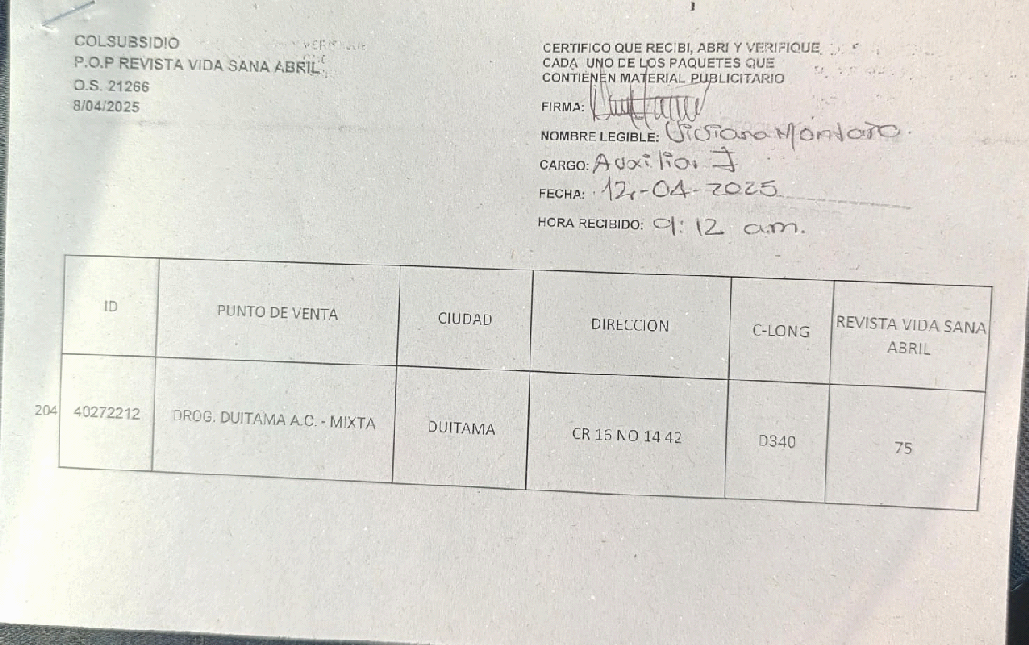 COLSUBSIDIO
P.O.P REVISTA VIDA SANA ABRIL
O.S. 21266
8/04/2025
CERTIFICO QUE RECIBI, ABRI Y VERIFIQUE
CADA UNO DE LOS PAQUETES QUE
CONTIENEN MATERIAL PUBLICITARIO
FIRMA:
NOMBRE LEGIBLE: Viviana
CARGO: Auxiliar I
FECHA: 12-04-2025
HORA RECIBIDO: 9:12 am.
ID PUNTO DE VENTA CIUDAD DIRECCION C-LONG REVISTA VIDA SANA
ABRIL
204 40272212 DROG. DUITAMA A.C. - MIXTA DUITAMA CR 16 NO 14 42 D340 75